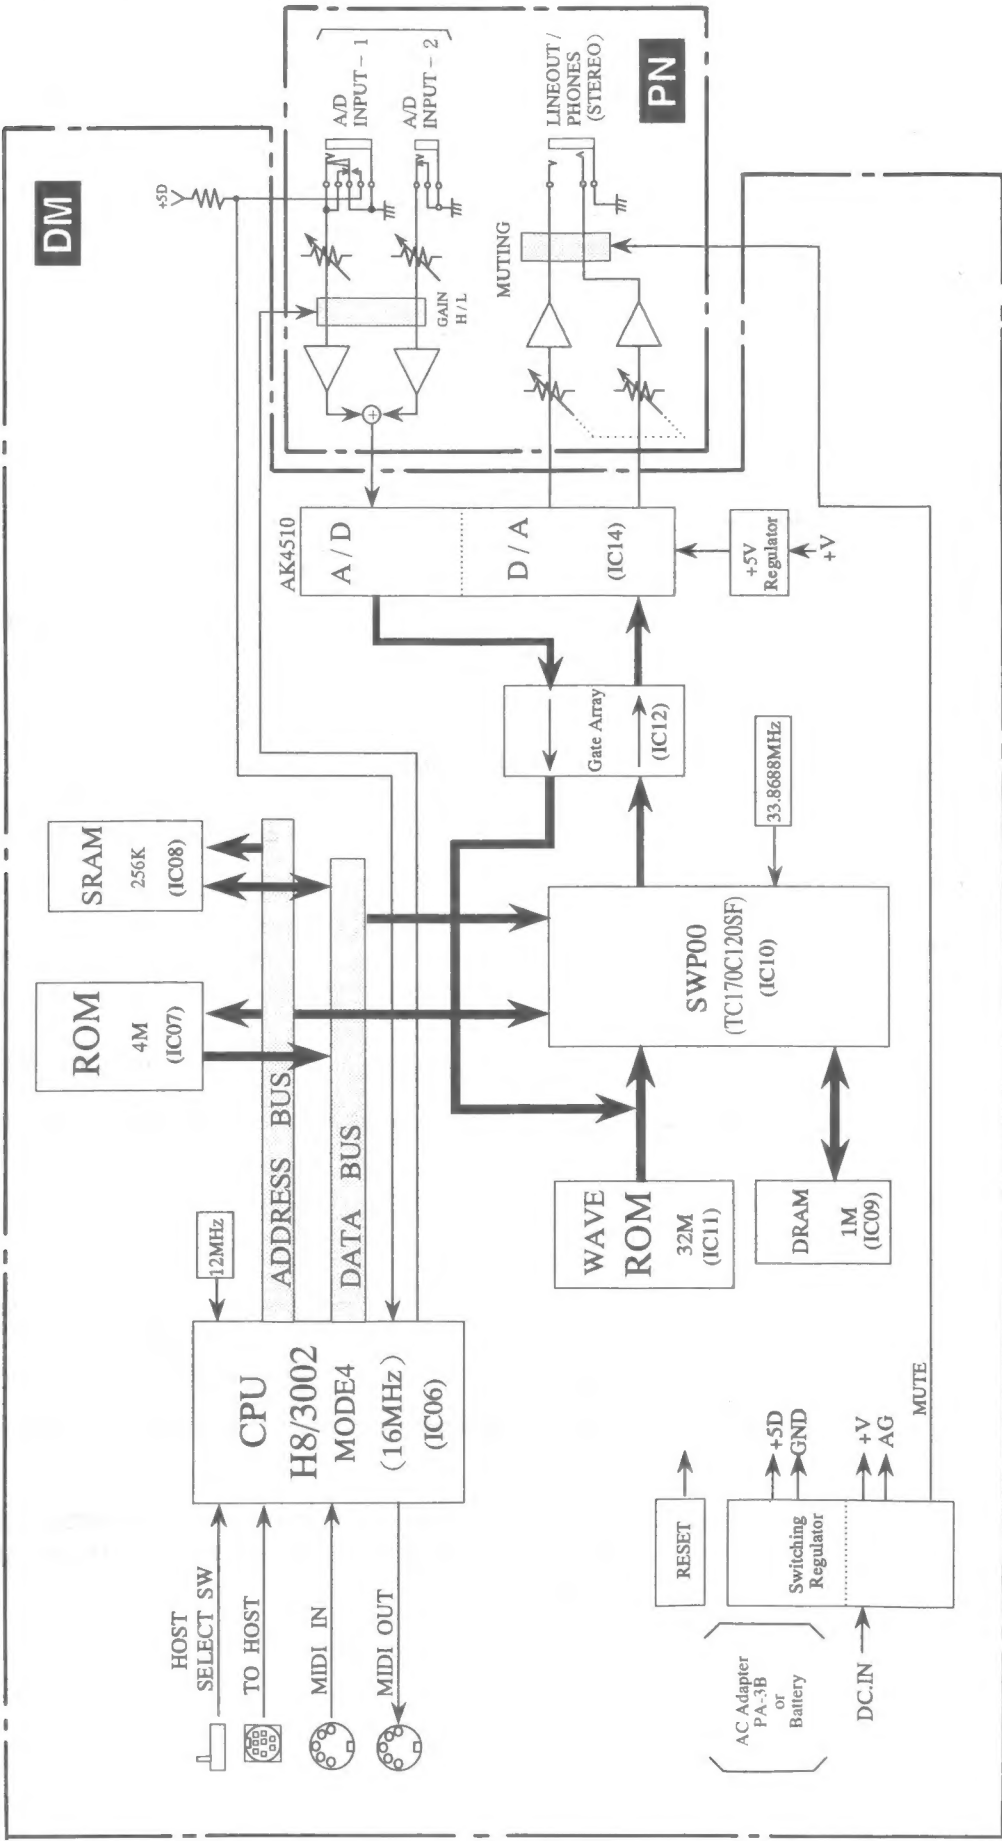 DM
PN
+5D
A/D
INPUT – 1
A/D
INPUT – 2
GAIN
H / L
MUTING
LINEOUT /
PHONES
(STEREO)
HOST
SELECT SW
TO HOST
MIDI IN
MIDI OUT
CPU
H8/3002
MODE4
(16MHz)
(IC06)
12MHz
ADDRESS BUS
DATA BUS
ROM
4M
(IC07)
SRAM
256K
(IC08)
AK4510
A / D
D / A
(IC14)
Gate Array
(IC12)
+5V
Regulator
+V
WAVE
ROM
32M
(IC11)
DRAM
1M
(IC09)
SWP00
(TC170C120SF)
(IC10)
33.8688MHz
RESET
AC Adapter
PA-3B
or
Battery
DC.IN
Switching
Regulator
+5D
GND
+V
AG
MUTE